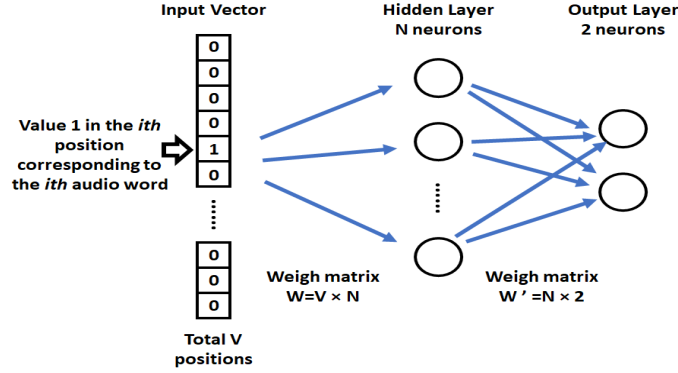 Input Vector
Hidden Layer
N neurons
Output Layer
2 neurons
0
0
0
0
1
0
Value 1 in the ith
position
corresponding to
the ith audio word
0
0
0
Weigh matrix
W=V × N
Weigh matrix
W ' =N × 2
Total V
positions